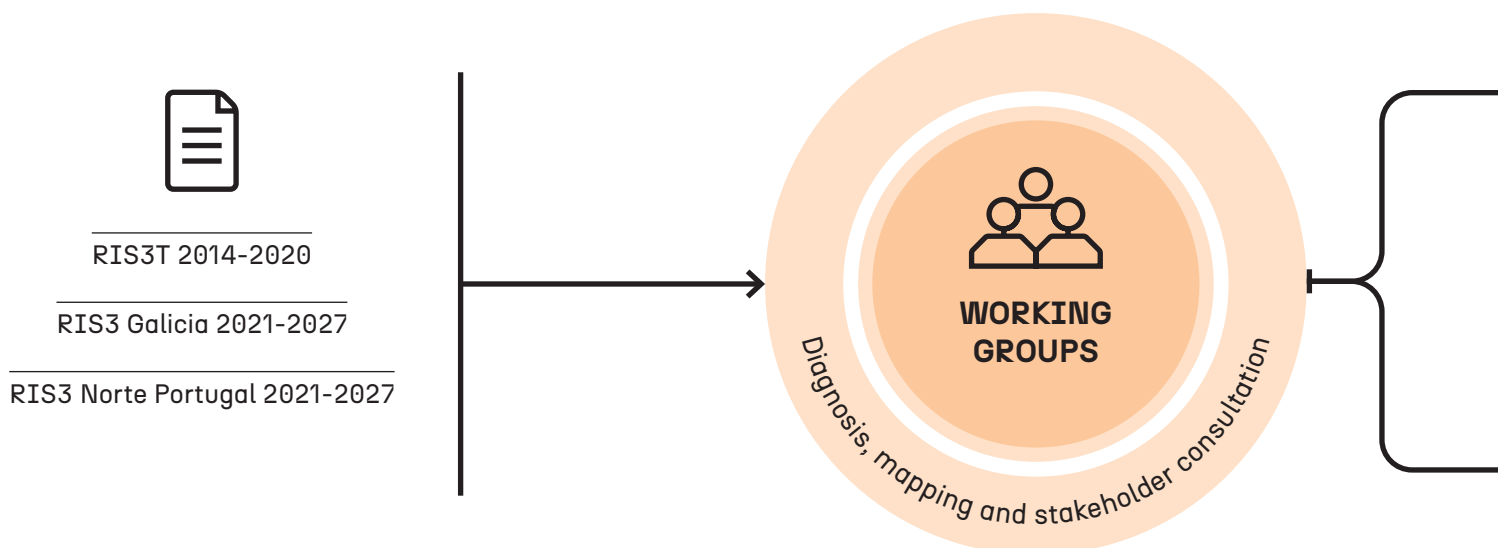 RIS3T 2014-2020
RIS3 Galicia 2021-2027
RIS3 Norte Portugal 2021-2027
WORKING
GROUPS
Diagnosis, mapping and stakeholder consultation